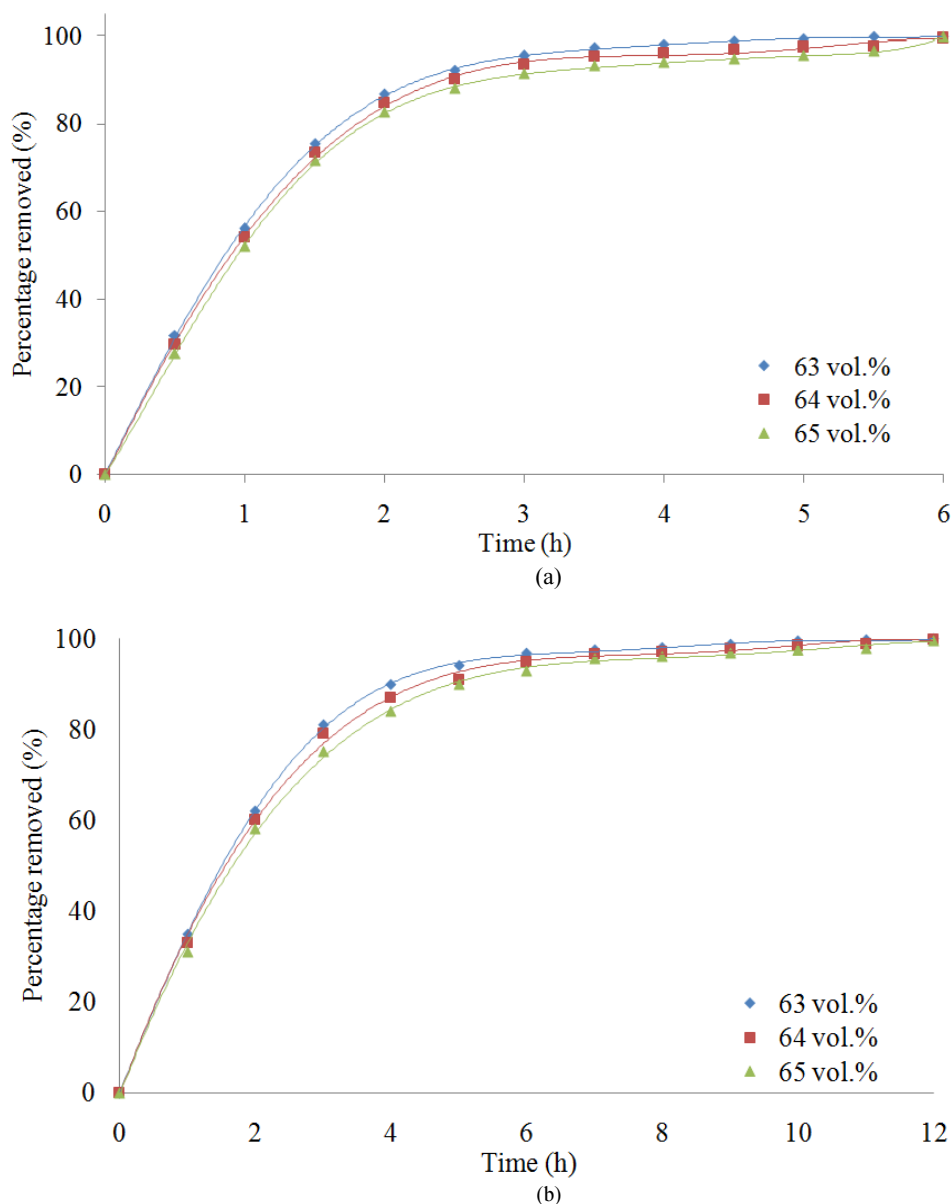 100
80
60
40
20
0
Percentage removed (%)
63 vol.%
64 vol.%
65 vol.%
0 1 2 3 4 5 6
Time (h)
(a)
100
80
60
40
20
0
Percentage removed (%)
63 vol.%
64 vol.%
65 vol.%
0 2 4 6 8 10 12
Time (h)
(b)